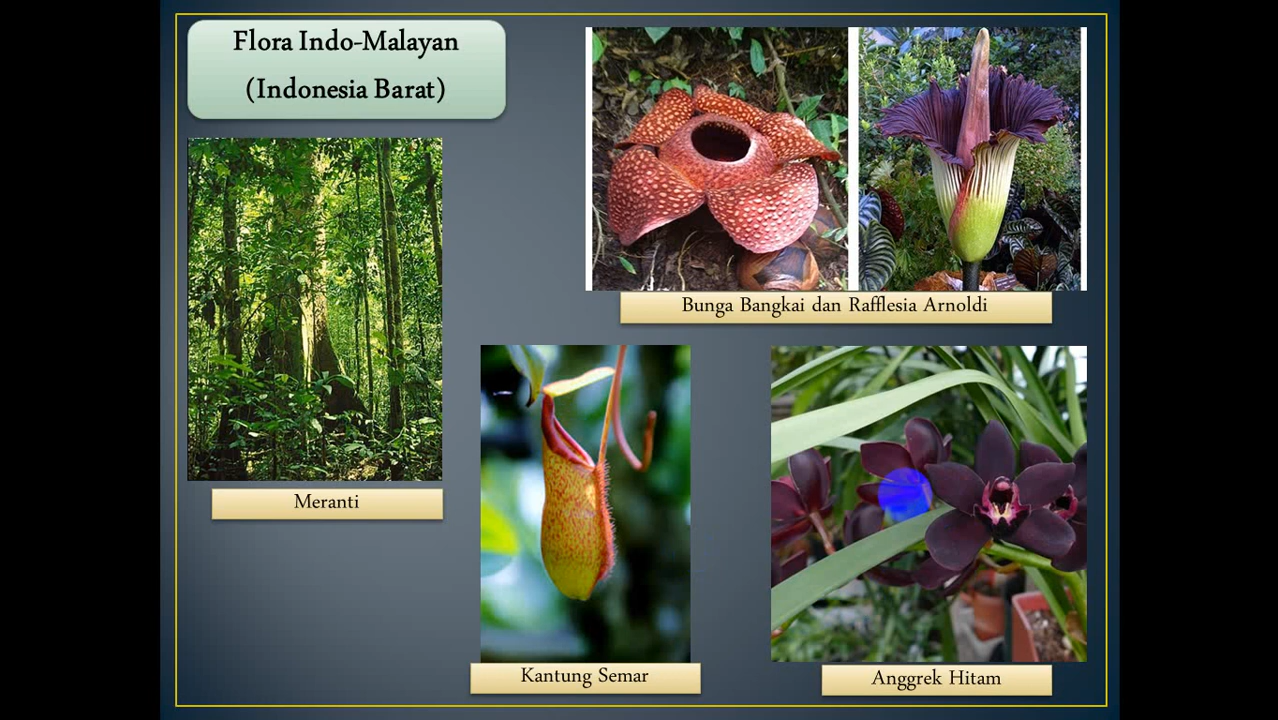 Flora Indo-Malayan
(Indonesia Barat)
Bunga Bangkai dan Rafflesia Arnoldi
Meranti
Kantung Semar
Anggrek Hitam